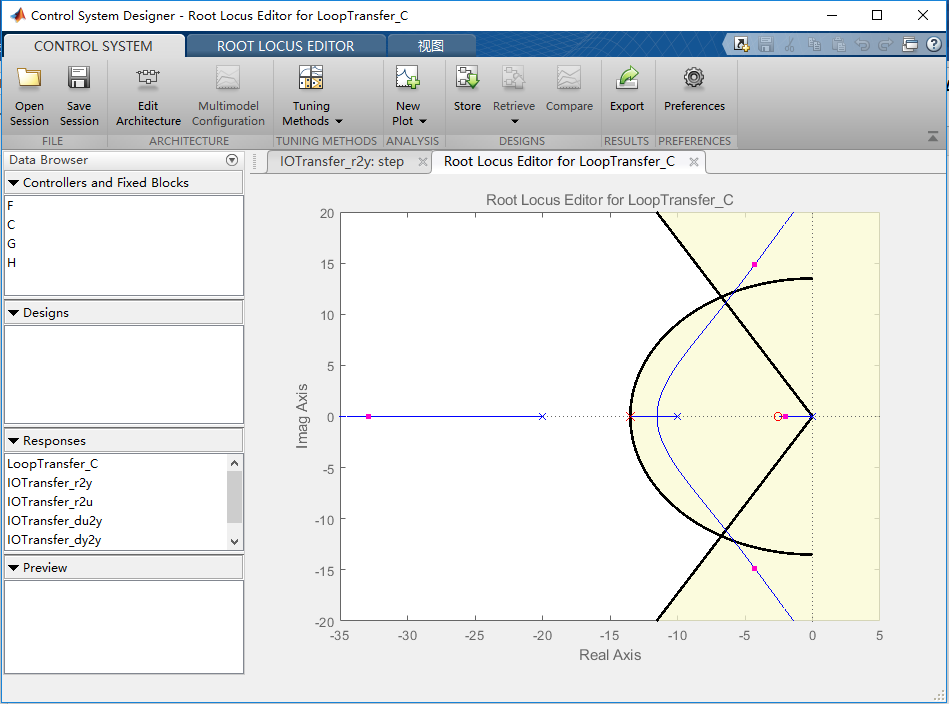 Control System Designer - Root Locus Editor for LoopTransfer_C
CONTROL SYSTEM
ROOT LOCUS EDITOR
视图
Open Session
Save Session
Edit Architecture
Multimodel Configuration
Tuning Methods
New Plot
Store
Retrieve
Compare
Export
Preferences
FILE
ARCHITECTURE
TUNING METHODS
ANALYSIS
DESIGNS
RESULTS
PREFERENCES
Data Browser
Controllers and Fixed Blocks
F
C
G
H
Designs
Responses
LoopTransfer_C
IOTransfer_r2y
IOTransfer_r2u
IOTransfer_du2y
IOTransfer_dy2y
Preview
IOTransfer_r2y: step
Root Locus Editor for LoopTransfer_C
Root Locus Editor for LoopTransfer_C
20
15
10
5
0
-5
-10
-15
-20
Imag Axis
-35
-30
-25
-20
-15
-10
-5
0
5
Real Axis